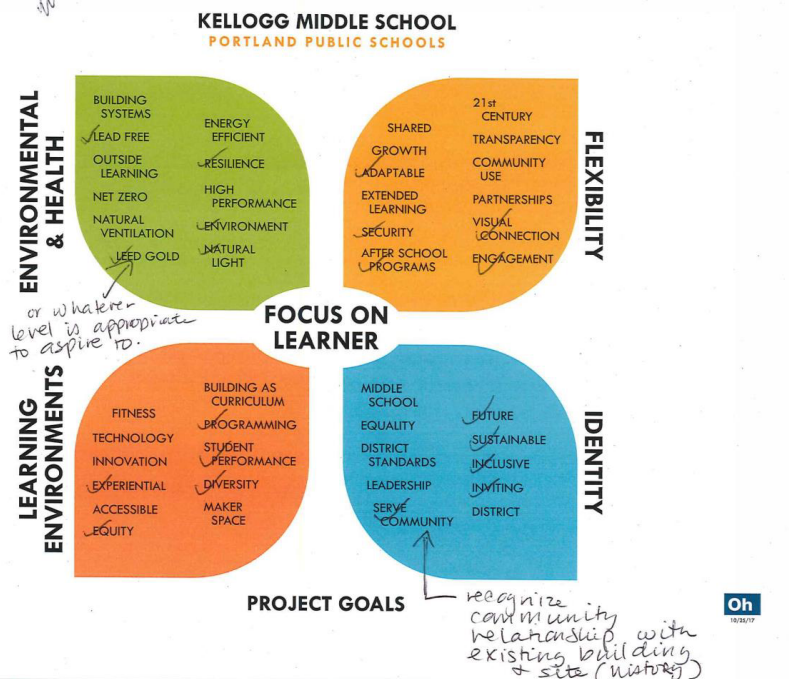 KELLOGG MIDDLE SCHOOL
PORTLAND PUBLIC SCHOOLS
ENVIRONMENTAL
& HEALTH
BUILDING
SYSTEMS
LEAD FREE
OUTSIDE
LEARNING
NET ZERO
NATURAL
VENTILATION
LEED GOLD
ENERGY
EFFICIENT
RESILIENCE
HIGH
PERFORMANCE
ENVIRONMENT
NATURAL
LIGHT
or whatever
level is appropriate
to aspire to.
SHARED
GROWTH
ADAPTABLE
EXTENDED
LEARNING
SECURITY
AFTER SCHOOL
PROGRAMS
21st
CENTURY
TRANSPARENCY
COMMUNITY
USE
PARTNERSHIPS
VISUAL
CONNECTION
ENGAGEMENT
FLEXIBILITY
FOCUS ON
LEARNER
LEARNING
ENVIRONMENTS
FITNESS
TECHNOLOGY
INNOVATION
EXPERIENTIAL
ACCESSIBLE
EQUITY
BUILDING AS
CURRICULUM
PROGRAMMING
STUDENT
PERFORMANCE
DIVERSITY
MAKER
SPACE
MIDDLE
SCHOOL
EQUALITY
DISTRICT
STANDARDS
LEADERSHIP
SERVE
COMMUNITY
FUTURE
SUSTAINABLE
INCLUSIVE
INVITING
DISTRICT
IDENTITY
PROJECT GOALS
recognize
community
relationship with
existing building
& site (history)
Oh
10/25/17